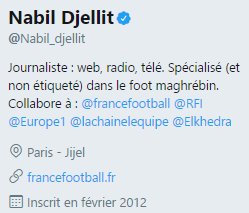 Nabil Djellit
@Nabil_djellit
Journaliste : web, radio, télé. Spécialisé (et
non étiqueté) dans le foot maghrébin.
Collabore à : @francefootball @RFI
@Europe1 @lachainelequipe @Elkhedra
Paris - Jijel
francefootball.fr
Inscrit en février 2012